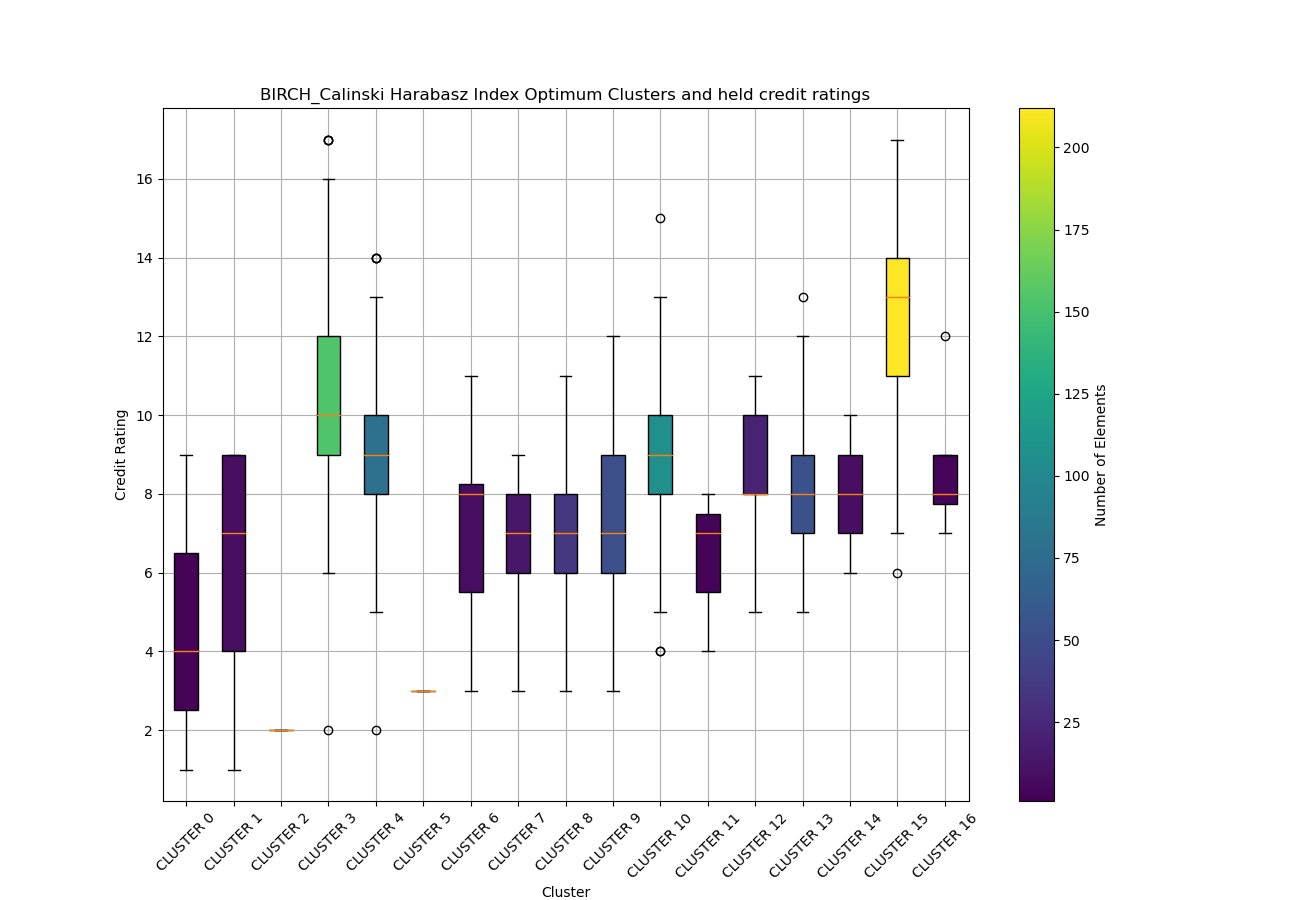 BIRCH_Calinski Harabasz Index Optimum Clusters and held credit ratings
Credit Rating
16
14
12
10
8
6
4
2
CLUSTER 0
CLUSTER 1
CLUSTER 2
CLUSTER 3
CLUSTER 4
CLUSTER 5
CLUSTER 6
CLUSTER 7
CLUSTER 8
CLUSTER 9
CLUSTER 10
CLUSTER 11
CLUSTER 12
CLUSTER 13
CLUSTER 14
CLUSTER 15
CLUSTER 16
Cluster
200
175
150
125
100
75
50
25
Number of Elements